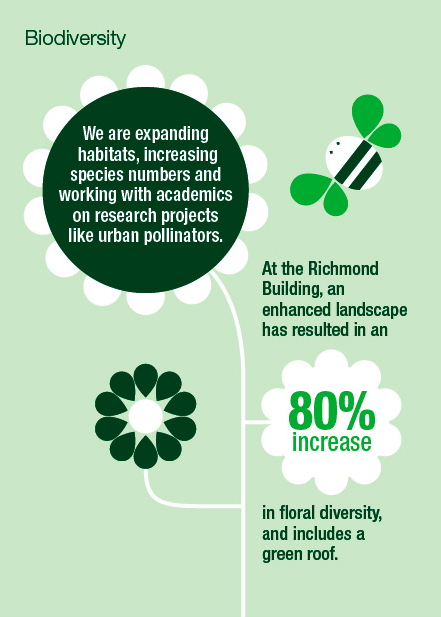 Biodiversity
We are expanding
habitats, increasing
species numbers and
working with academics
on research projects
like urban pollinators.
At the Richmond
Building, an
enhanced landscape
has resulted in an
80%
increase
in floral diversity,
and includes a
green roof.